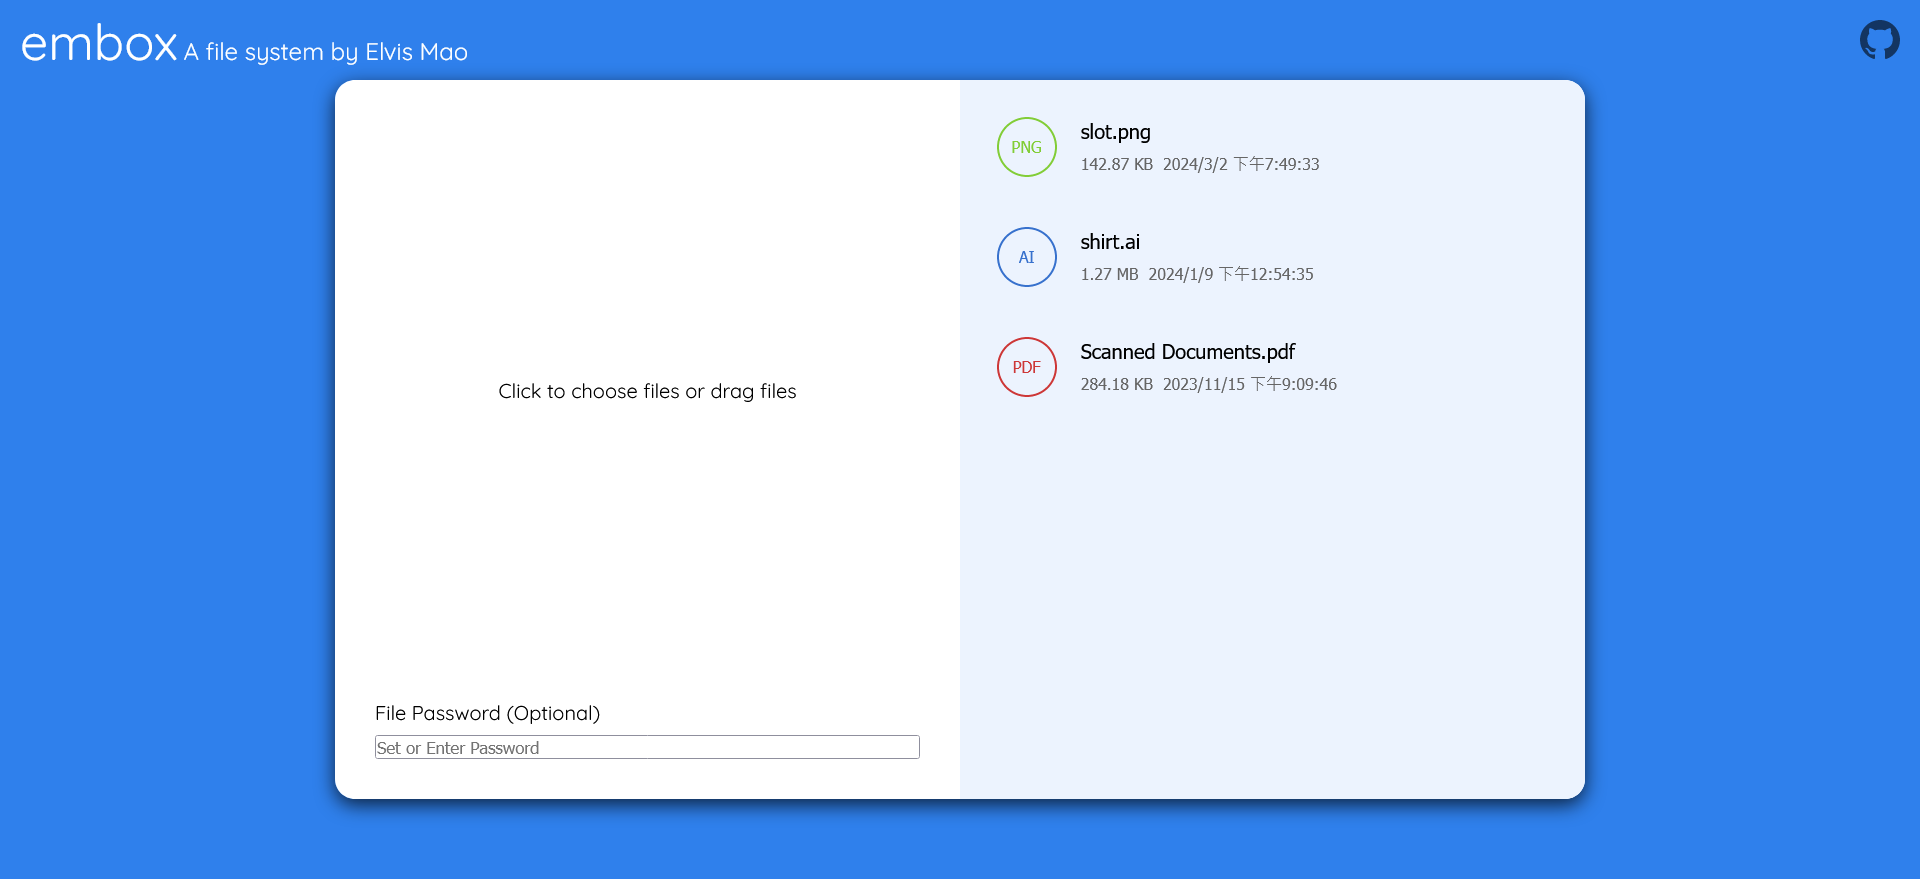 embox A file system by Elvis Mao
Click to choose files or drag files
File Password (Optional)
Set or Enter Password
PNG
slot.png
142.87 KB 2024/3/2 下午7:49:33
AI
shirt.ai
1.27 MB 2024/1/9 下午12:54:35
PDF
Scanned Documents.pdf
284.18 KB 2023/11/15 下午9:09:46